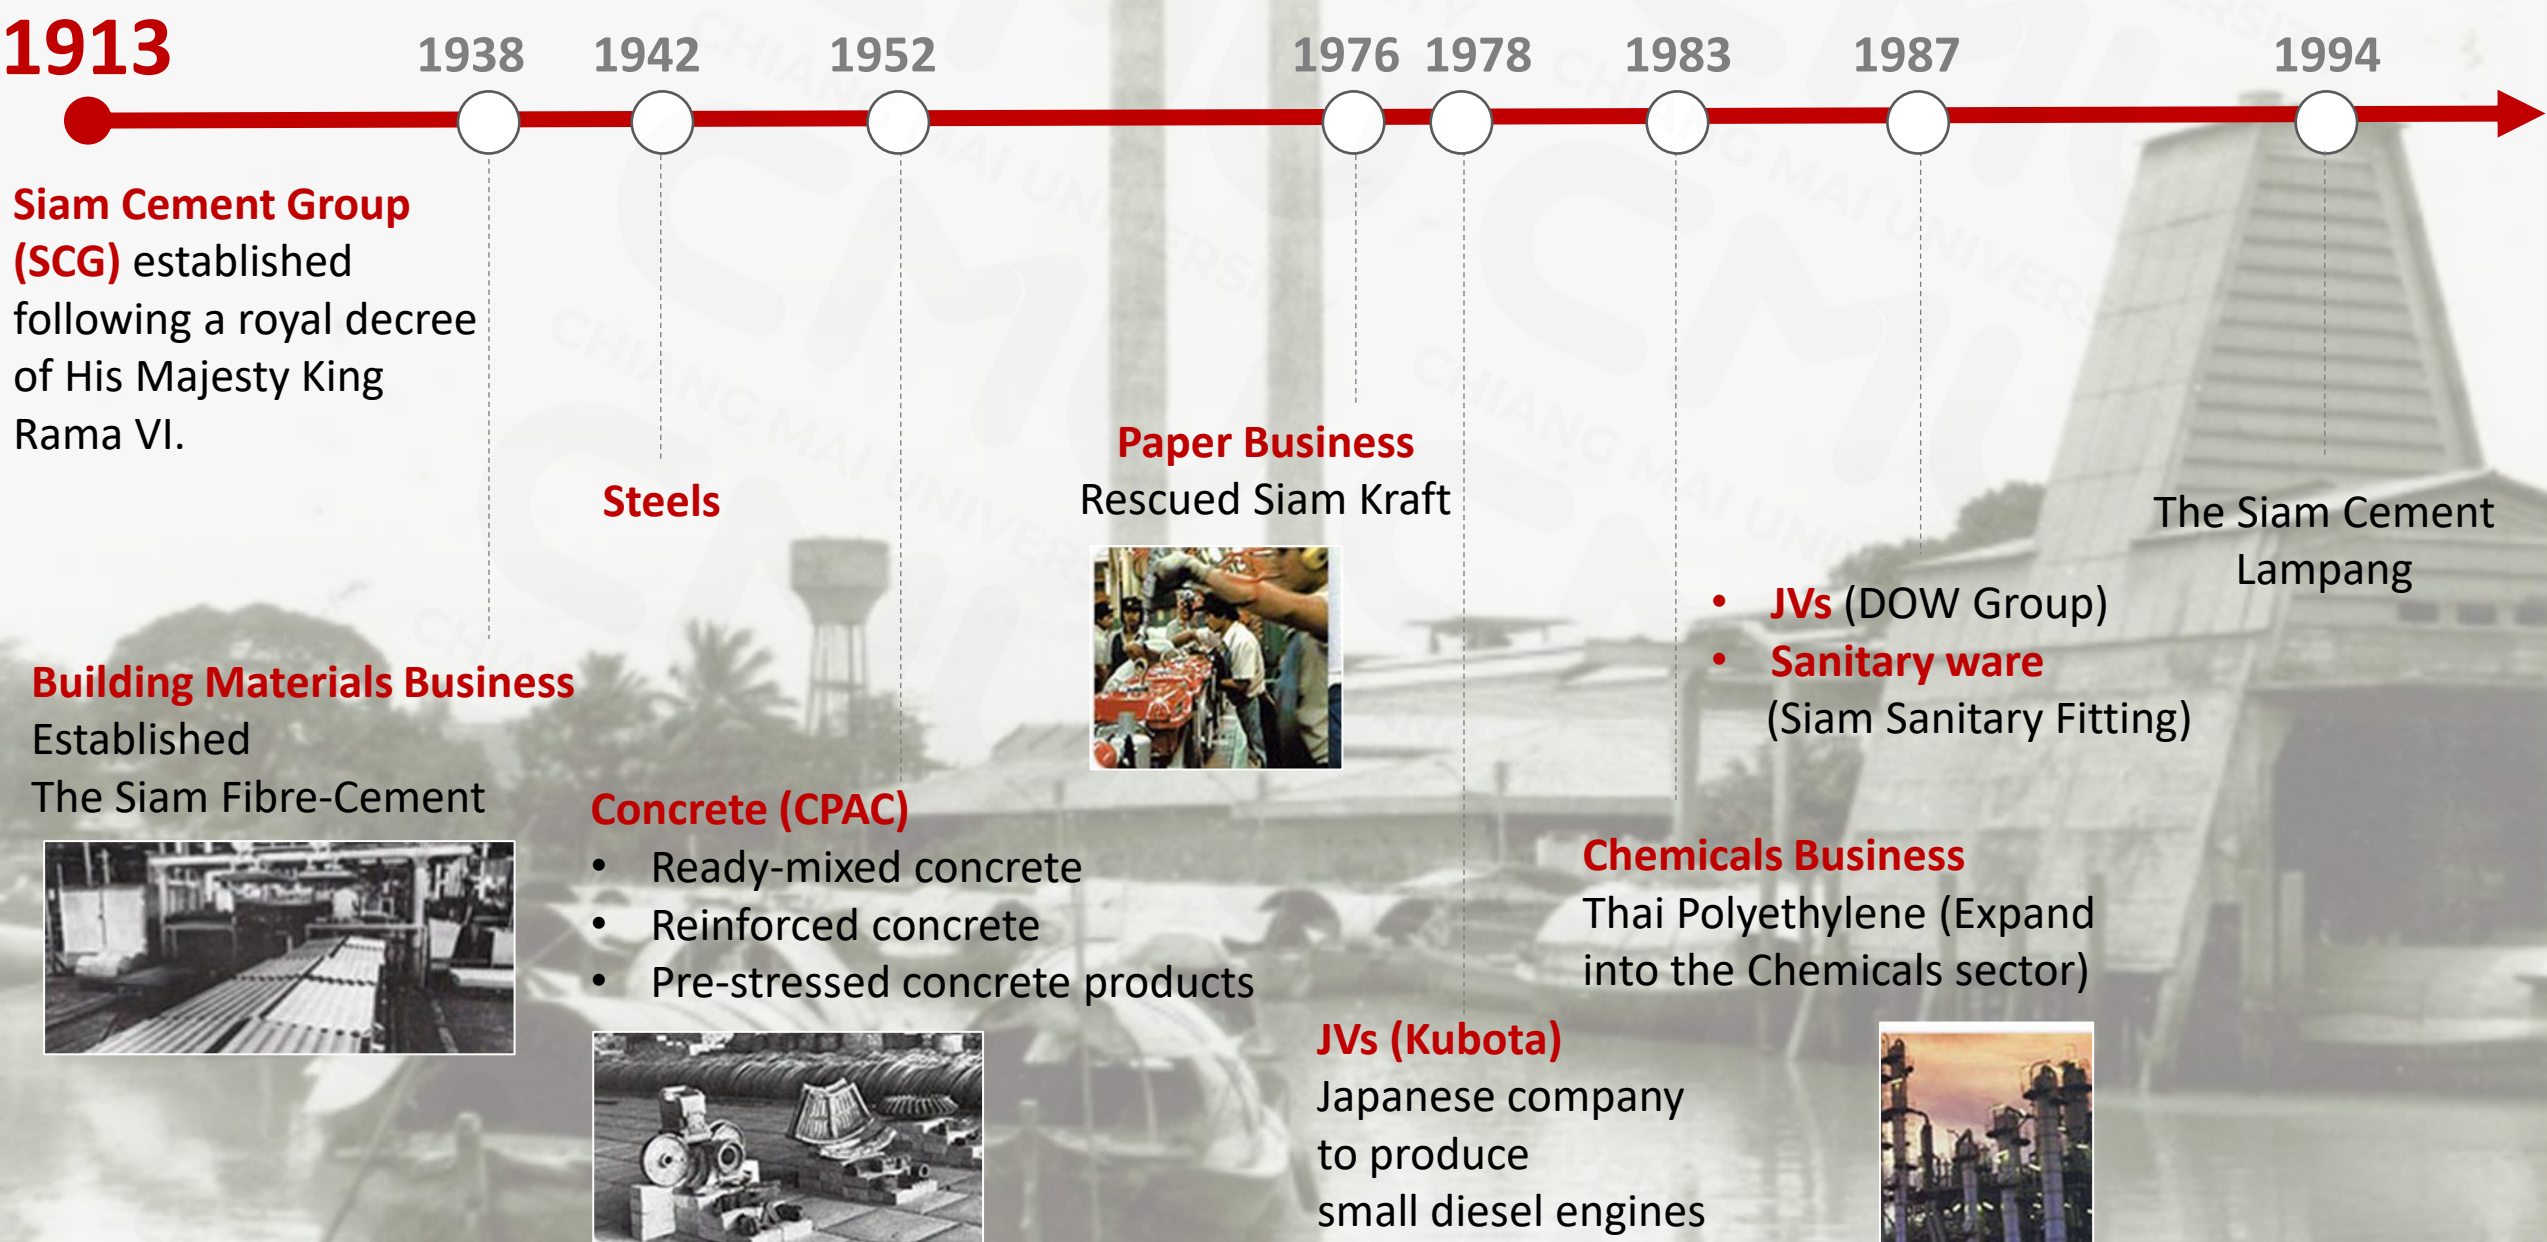 1913
1938
1942
1952
1976
1978
1983
1987
1994
Siam Cement Group
(SCG) established
following a royal decree
of His Majesty King
Rama VI.
Building Materials Business
Established
The Siam Fibre-Cement
Steels
Concrete (CPAC)
• Ready-mixed concrete
• Reinforced concrete
• Pre-stressed concrete products
Paper Business
Rescued Siam Kraft
JVs (Kubota)
Japanese company
to produce
small diesel engines
Chemicals Business
Thai Polyethylene (Expand
into the Chemicals sector)
• JVs (DOW Group)
• Sanitary ware
(Siam Sanitary Fitting)
The Siam Cement
Lampang
CMU
CHIANG MAI UNIVERSITY